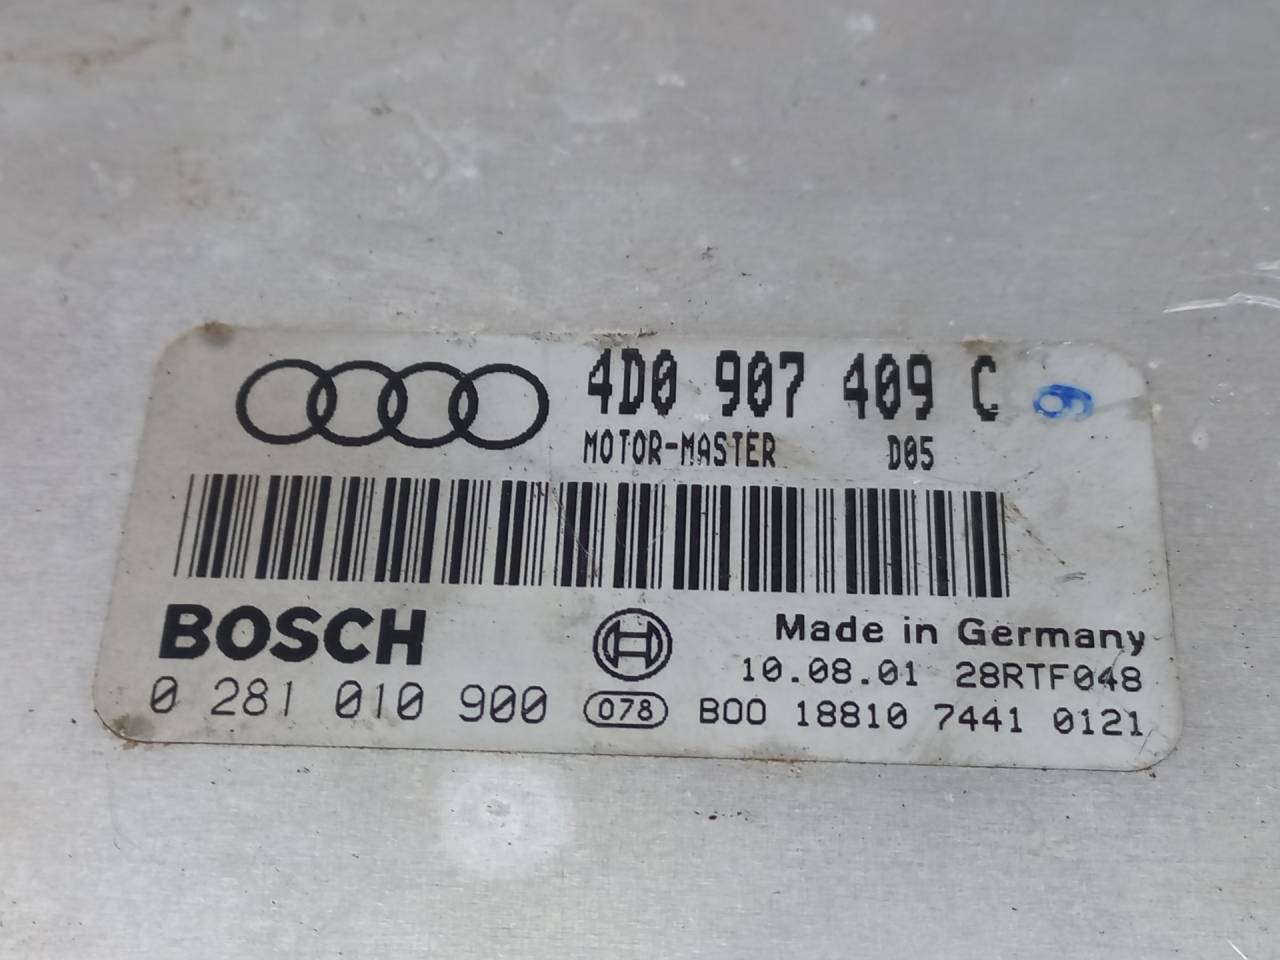 4D0 907 409 C 6
MOTOR-MASTER D05
BOSCH
Made in Germany
10.08.01 28RTF048
0 281 010 900 078 B00 18810 7441 0121